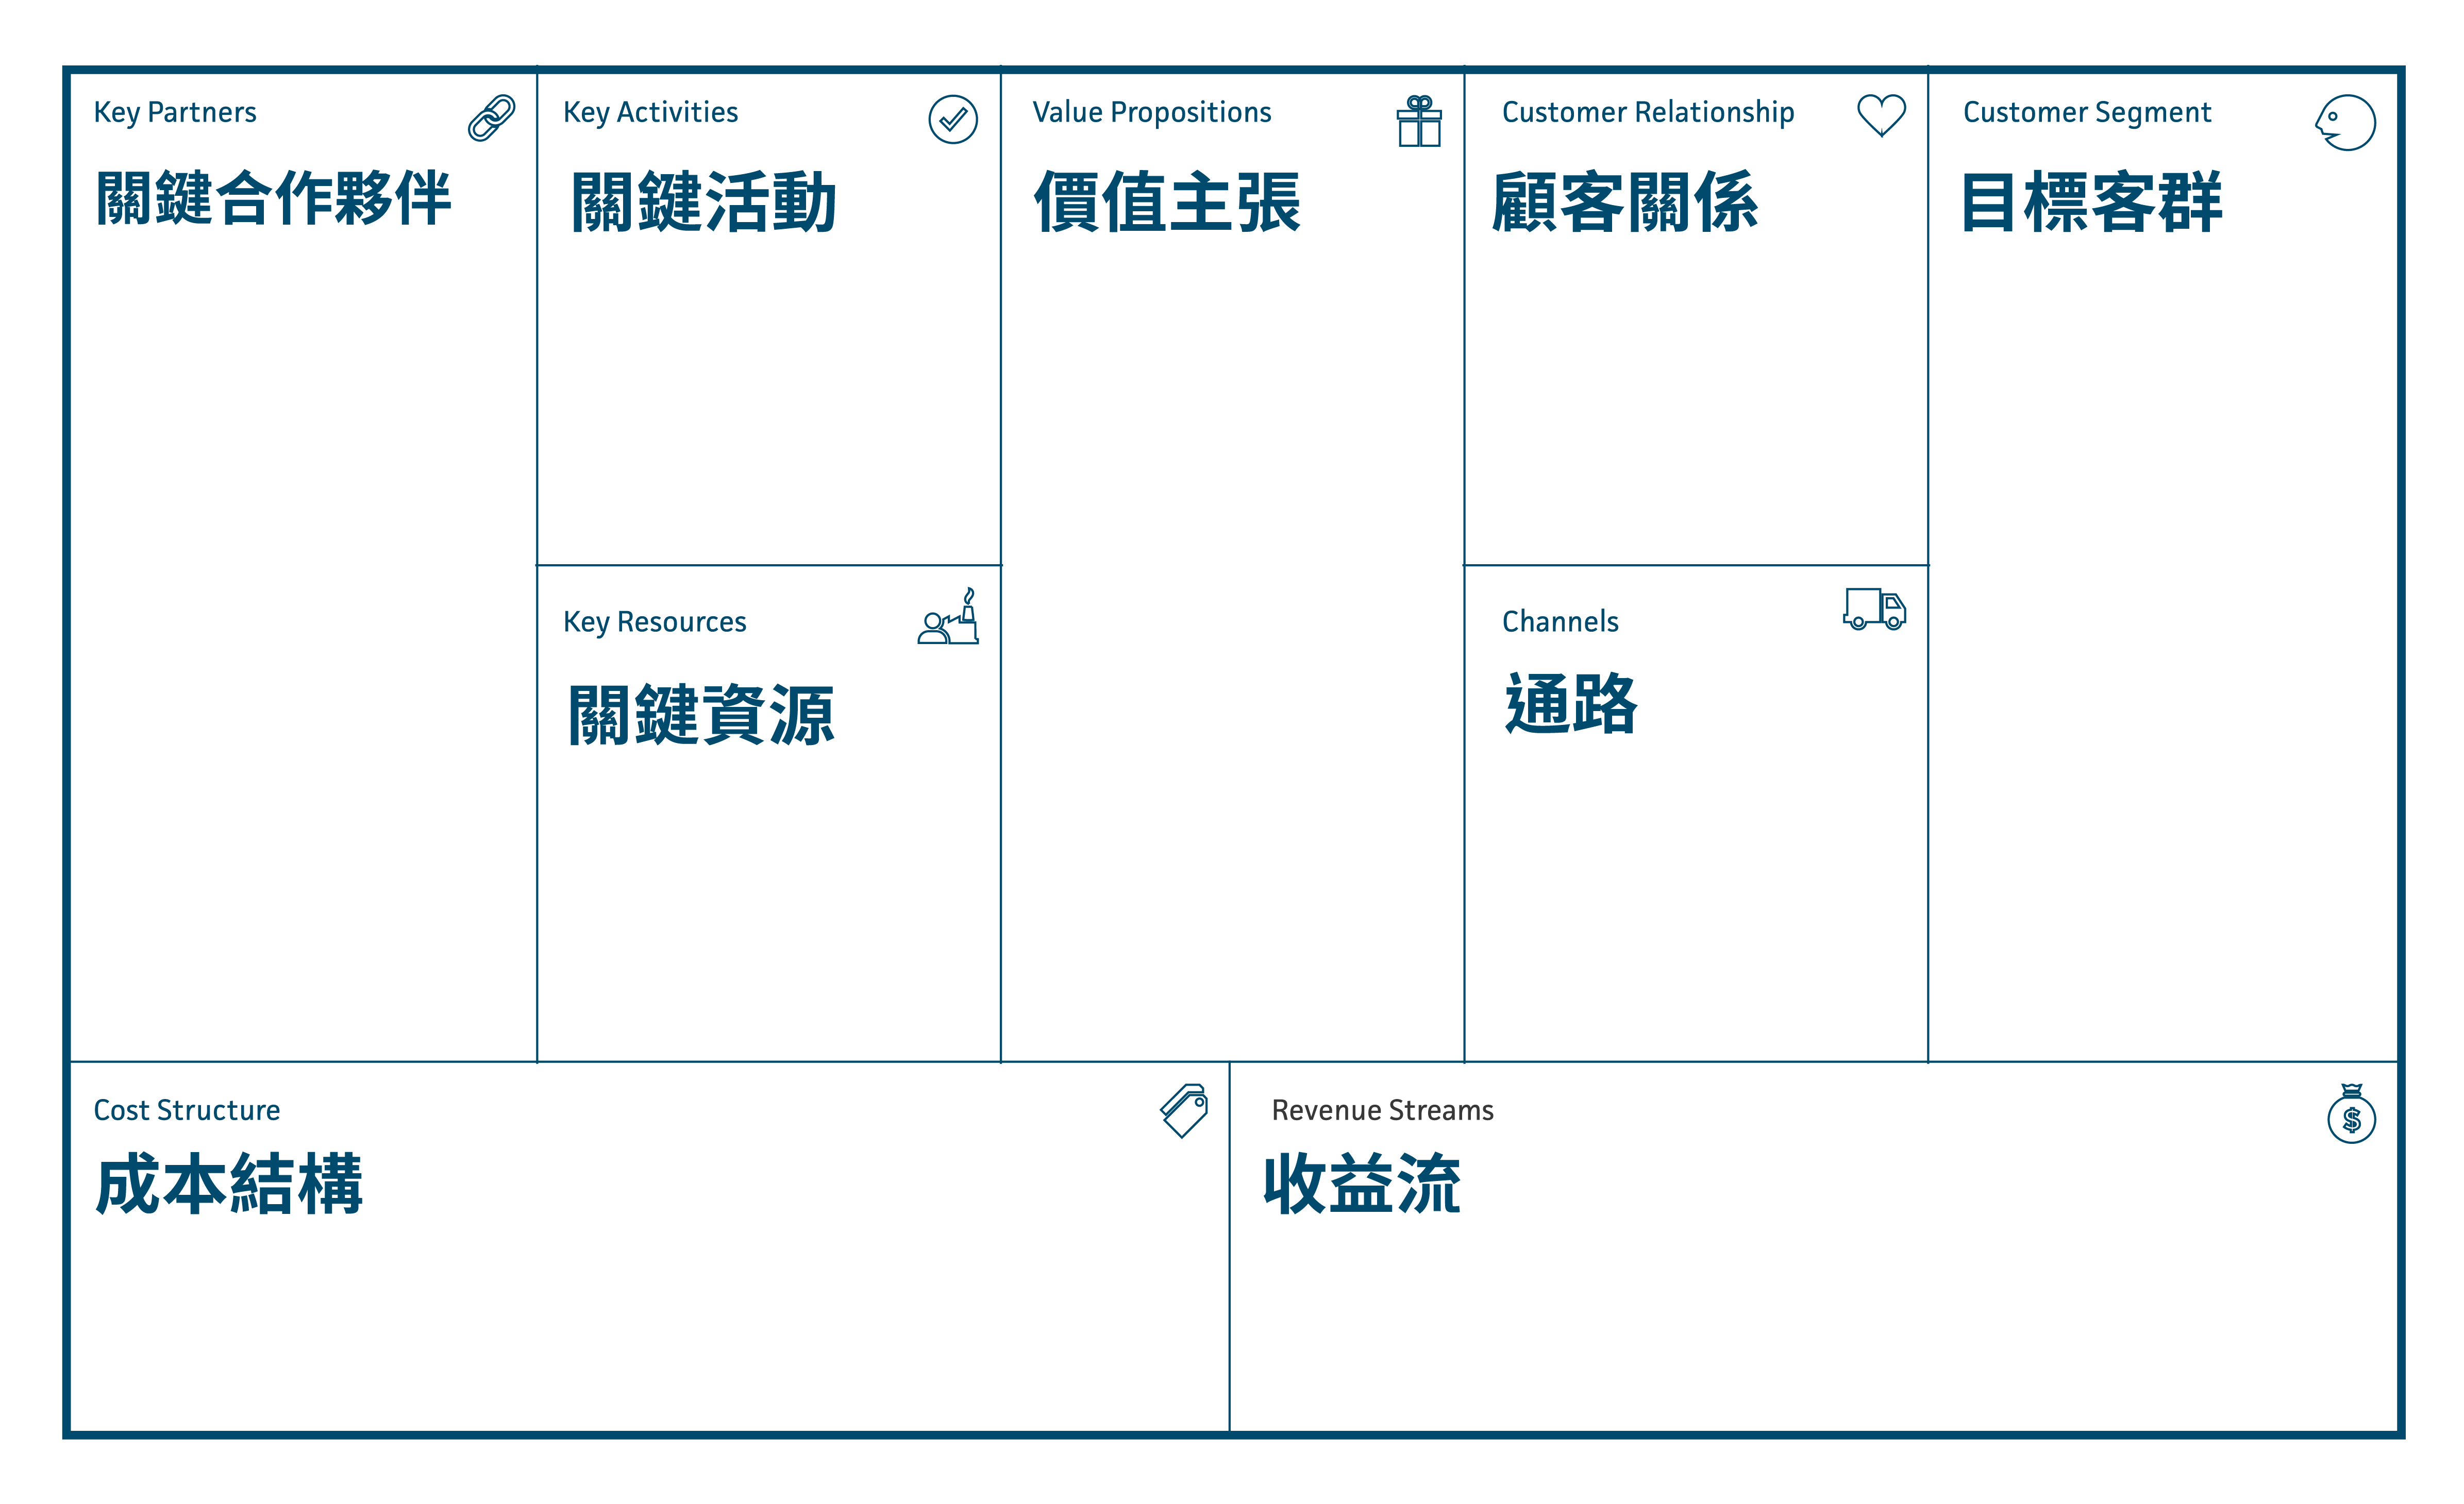 Key Partners
關鍵合作夥伴
Key Activities
關鍵活動
Key Resources
關鍵資源
Value Propositions
價值主張
Customer Relationship
顧客關係
Channels
通路
Customer Segment
目標客群
Cost Structure
成本結構
Revenue Streams
收益流
$